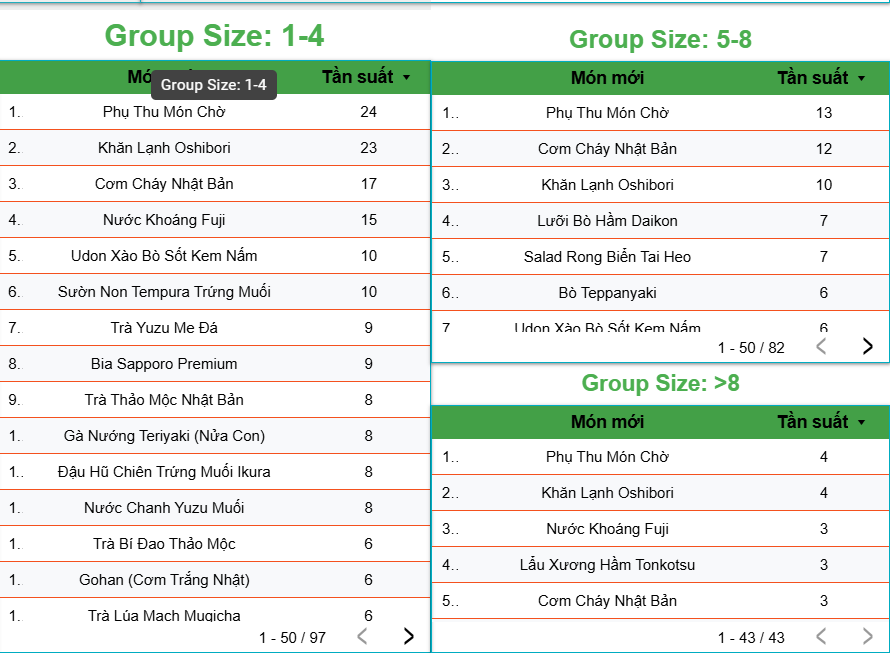 Group Size: 1-4
Tần suất
Group Size: 1-4
1. Phụ Thu Món Chờ 24
2. Khăn Lạnh Oshibori 23
3. Cơm Cháy Nhật Bản 17
4. Nước Khoáng Fuji 15
5. Udon Xào Bò Sốt Kem Nấm 10
6. Sườn Non Tempura Trứng Muối 10
7. Trà Yuzu Me Đá 9
8. Bia Sapporo Premium 9
9. Trà Thảo Mộc Nhật Bản 8
1. Gà Nướng Teriyaki (Nửa Con) 8
1.. Đậu Hũ Chiên Trứng Muối Ikura 8
1. Nước Chanh Yuzu Muối 8
1. Trà Bí Đao Thảo Mộc 6
1. Gohan (Cơm Trắng Nhật) 6
1. Trà Lúa Mạch Mugicha 6
1 - 50 / 97
Group Size: 5-8
Món mới Tần suất
1.. Phụ Thu Món Chờ 13
2.. Cơm Cháy Nhật Bản 12
3.. Khăn Lạnh Oshibori 10
4.. Lưỡi Bò Hầm Daikon 7
5.. Salad Rong Biển Tai Heo 7
6.. Bò Teppanyaki 6
7 Udon Xào Bò Sốt Kem Nấm 6
1 - 50 / 82
Group Size: >8
Món mới Tần suất
1.. Phụ Thu Món Chờ 4
2.. Khăn Lạnh Oshibori 4
3.. Nước Khoáng Fuji 3
4.. Lẩu Xương Hầm Tonkotsu 3
5.. Cơm Cháy Nhật Bản 3
1 - 43 / 43